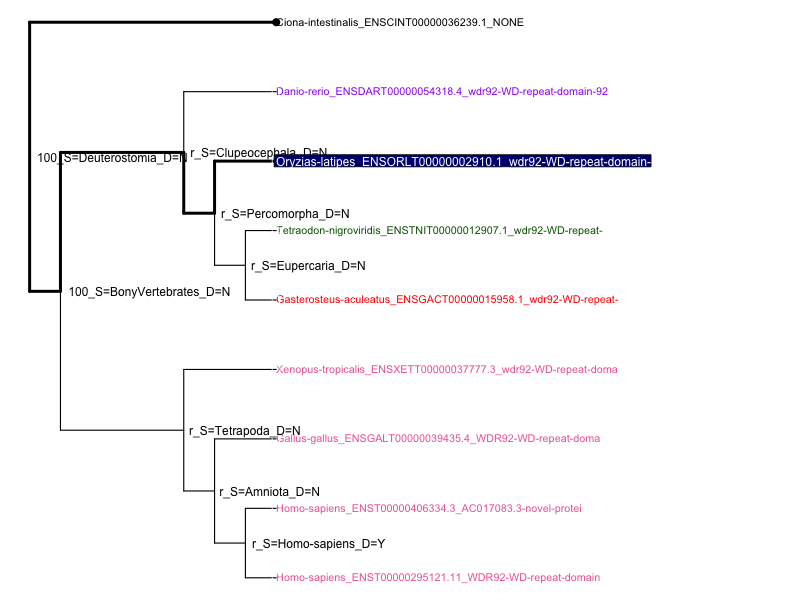 Ciona-intestinalis_ENSCINT00000036239.1_NONE
Danio-rerio_ENSDART00000054318.4_wdr92-WD-repeat-domain-92
100_S=Deuterostomia_D=N
r_S=Clupeocephala_D=N
Oryzias-latipes_ENSORLT00000002910.1_wdr92-WD-repeat-domain-
r_S=Percomorpha_D=N
Tetraodon-nigroviridis_ENSTNIT00000012907.1_wdr92-WD-repeat-
r_S=Eupercaria_D=N
100_S=BonyVertebrates_D=N
Gasterosteus-aculeatus_ENSGACT00000015958.1_wdr92-WD-repeat-
Xenopus-tropicalis_ENSXETT00000037777.3_wdr92-WD-repeat-doma
r_S=Tetrapoda_D=N
Gallus-gallus_ENSGALT00000039435.4_WDR92-WD-repeat-doma
r_S=Amniota_D=N
Homo-sapiens_ENST00000406334.3_AC017083.3-novel-protei
r_S=Homo-sapiens_D=Y
Homo-sapiens_ENST00000295121.11_WDR92-WD-repeat-domain